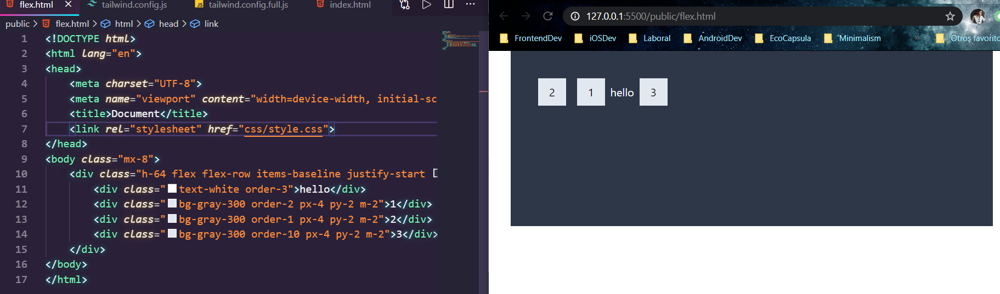 flex.html
tailwind.config.js
tailwind.config.full.js
index.html
public > flex.html > html > head > link
1 <!DOCTYPE html>
2 <html lang="en">
3 <head>
4 <meta charset="UTF-8">
5 <meta name="viewport" content="width=device-width, initial-sc
6 <title>Document</title>
7 <link rel="stylesheet" href="css/style.css">
8 </head>
9 <body class="mx-8">
10 <div class="h-64 flex flex-row items-baseline justify-start
11 <div class="text-white order-3">hello</div>
12 <div class="bg-gray-300 order-2 px-4 py-2 m-2">1</div>
13 <div class="bg-gray-300 order-1 px-4 py-2 m-2">2</div>
14 <div class="bg-gray-300 order-10 px-4 py-2 m-2">3</div>
15 </div>
16 </body>
17 </html>
127.0.0.1:5500/public/flex.html
FrontendDev iOSDev Laboral AndroidDev EcoCapsula Minimalism » Otros favorito
2 1 hello 3